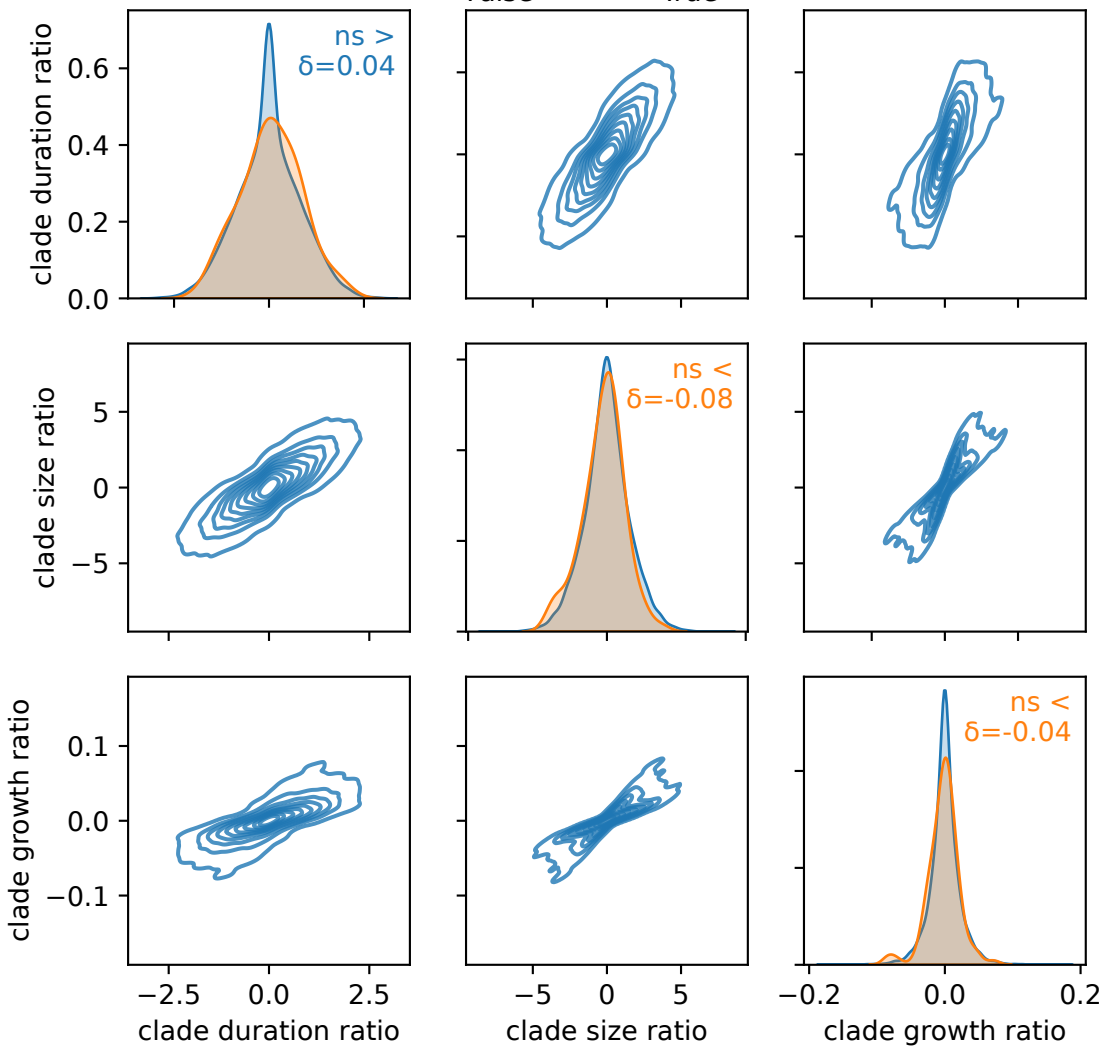 clade duration ratio
0.6
0.4
0.2
0.0
ns >
δ=0.04
clade size ratio
5
0
−5
ns <
δ=-0.08
clade growth ratio
0.1
0.0
−0.1
ns <
δ=-0.04
−2.5 0.0 2.5
clade duration ratio
−5 0 5
clade size ratio
−0.2 0.0 0.2
clade growth ratio